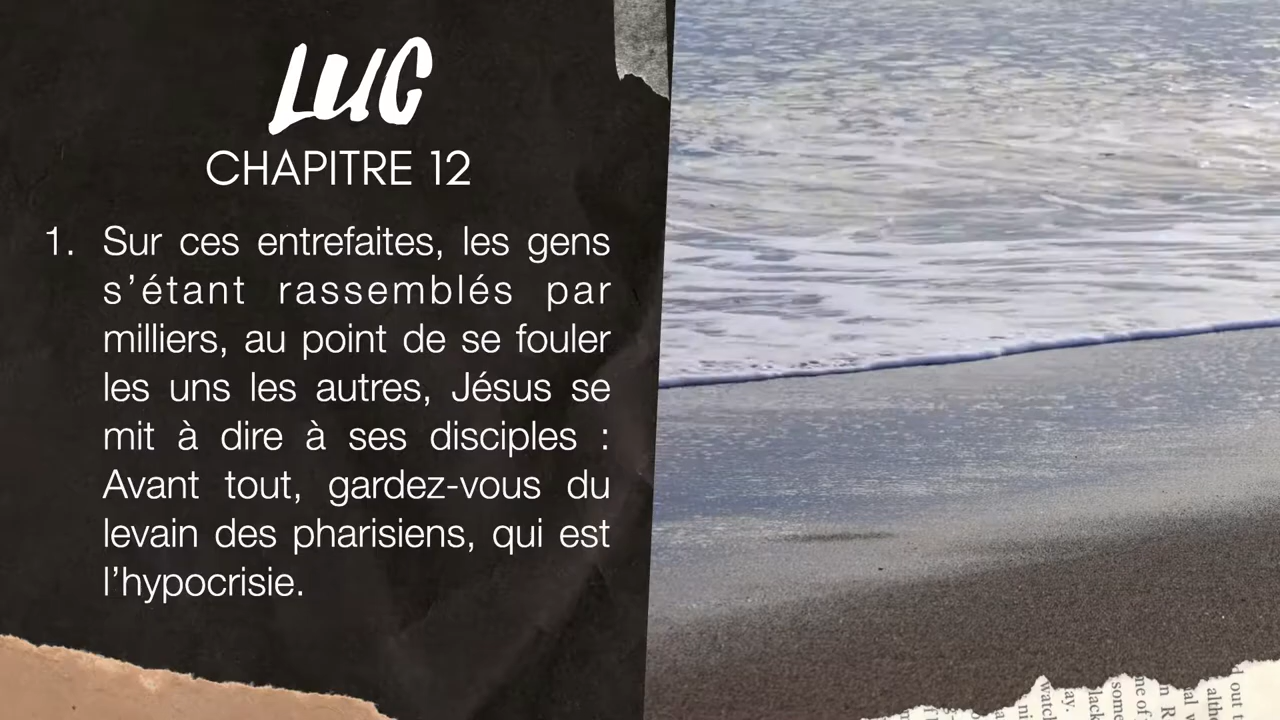 LUC
CHAPITRE 12
1. Sur ces entrefaites, les gens
s’étant rassemblés par
milliers, au point de se fouler
les uns les autres, Jésus se
mit à dire à ses disciples :
Avant tout, gardez-vous du
levain des pharisiens, qui est
l’hypocrisie.